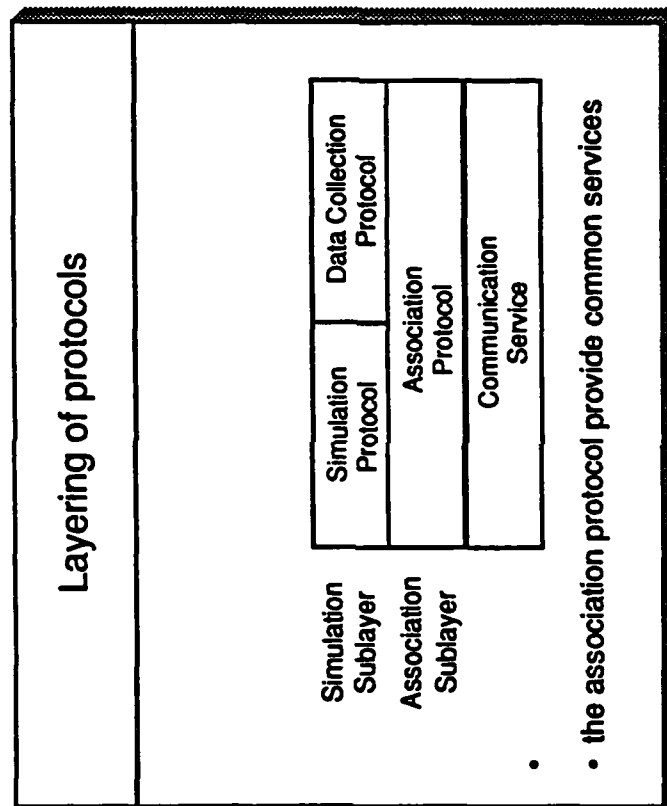 Layering of protocols
Simulation
Sublayer
Simulation
Protocol
Data Collection
Protocol
Association
Sublayer
Association
Protocol
Communication
Service
•
• the association protocol provide common services